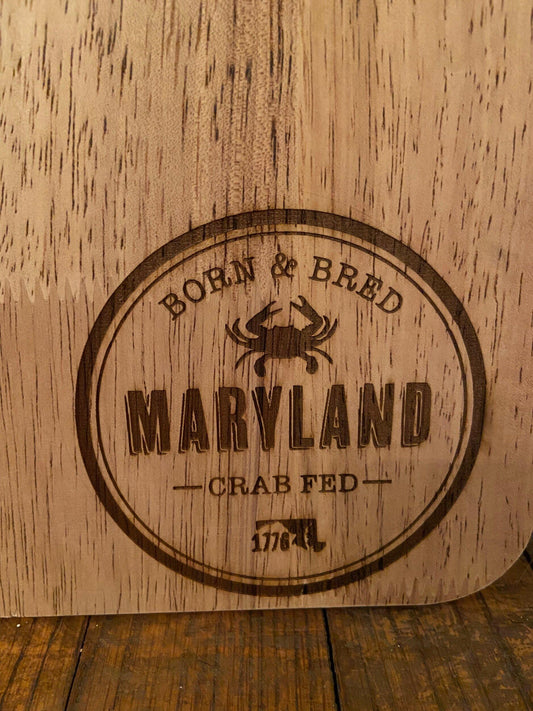 BORN & BRED
MARYLAND
—CRAB FED—
1776